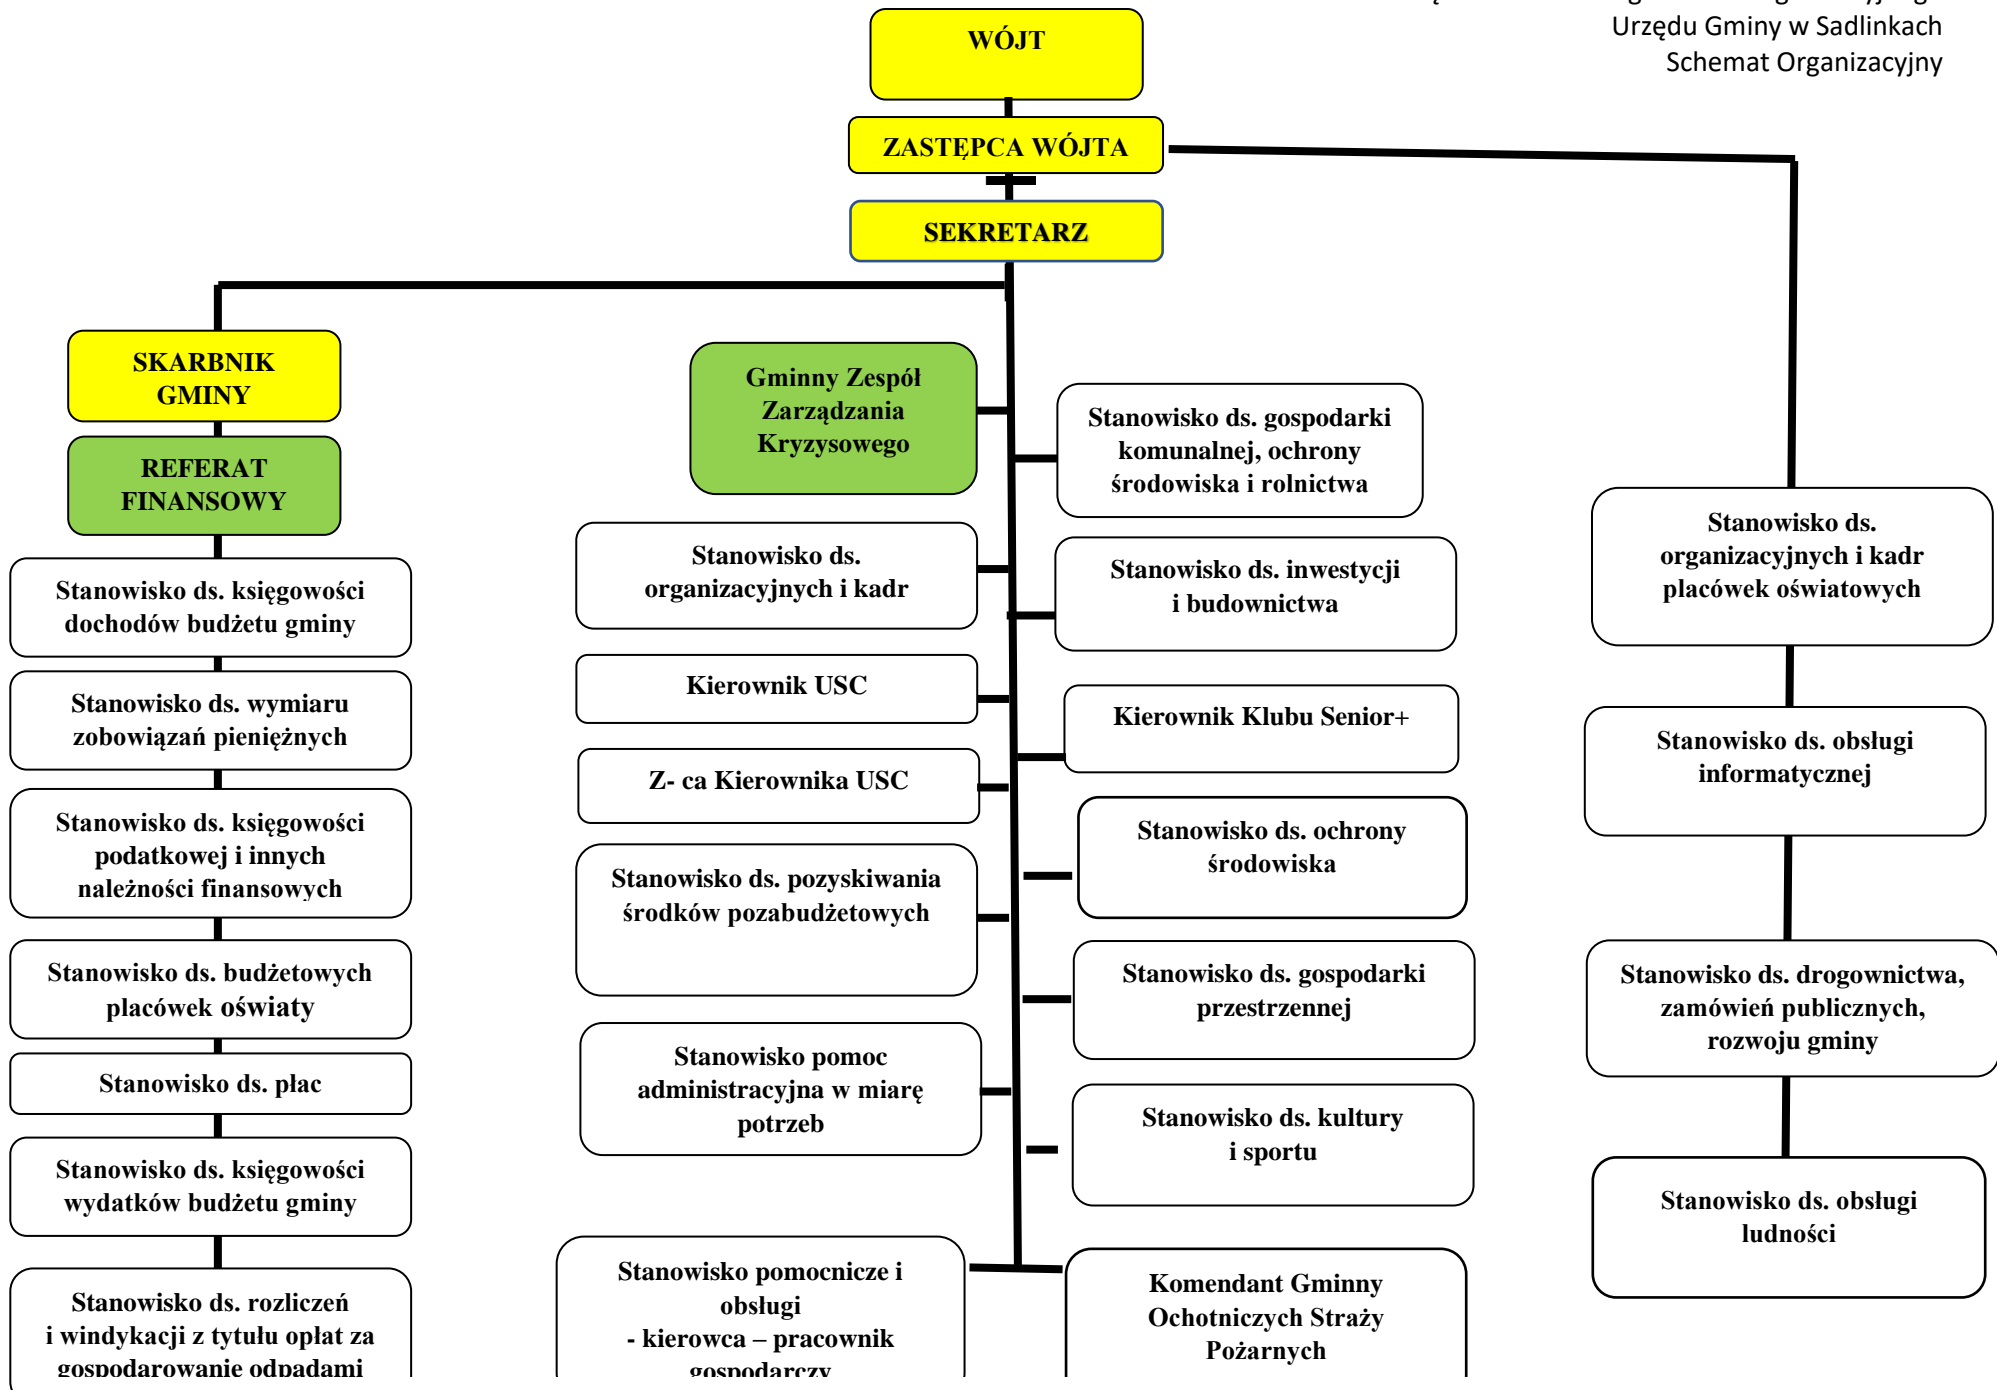 Urzędu Gminy w Sadlinkach
Schemat Organizacyjny
WÓJT
ZASTĘPCA WÓJTA
SEKRETARZ
SKARBNIK
GMINY
REFERAT
FINANSOWY
Stanowisko ds. księgowości
dochodów budżetu gminy
Stanowisko ds. wymiaru
zobowiązań pieniężnych
Stanowisko ds. księgowości
podatkowej i innych
należności finansowych
Stanowisko ds. budżetowych
placówek oświaty
Stanowisko ds. płac
Stanowisko ds. księgowości
wydatków budżetu gminy
Stanowisko ds. rozliczeń
i windykacji z tytułu opłat za
gospodarowanie odpadami
Gminny Zespół
Zarządzania
Kryzysowego
Stanowisko ds.
organizacyjnych i kadr
Kierownik USC
Z- ca Kierownika USC
Stanowisko ds. pozyskiwania
środków pozabudżetowych
Stanowisko pomoc
administracyjna w miarę
potrzeb
Stanowisko pomocnicze i
obsługi
- kierowca – pracownik
gospodarczy
Stanowisko ds. gospodarki
komunalnej, ochrony
środowiska i rolnictwa
Stanowisko ds. inwestycji
i budownictwa
Kierownik Klubu Senior+
Stanowisko ds. ochrony
środowiska
Stanowisko ds. gospodarki
przestrzennej
Stanowisko ds. kultury
i sportu
Komendant Gminny
Ochotniczych Straży
Pożarnych
Stanowisko ds.
organizacyjnych i kadr
placówek oświatowych
Stanowisko ds. obsługi
informatycznej
Stanowisko ds. drogownictwa,
zamówień publicznych,
rozwoju gminy
Stanowisko ds. obsługi
ludności